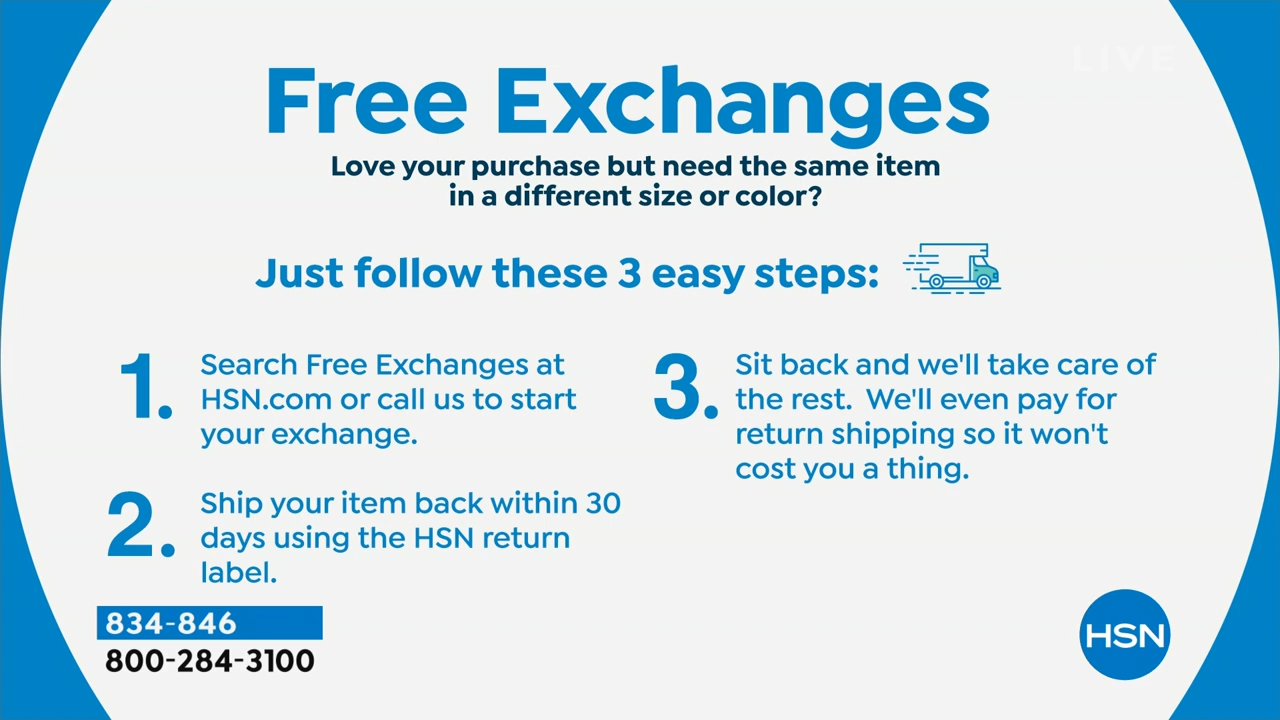 LIVE
Free Exchanges
Love your purchase but need the same item
in a different size or color?
Just follow these 3 easy steps:
1. Search Free Exchanges at
HSN.com or call us to start
your exchange.
2. Ship your item back within 30
days using the HSN return
label.
3. Sit back and we'll take care of
the rest. We'll even pay for
return shipping so it won't
cost you a thing.
834-846
800-284-3100
HSN